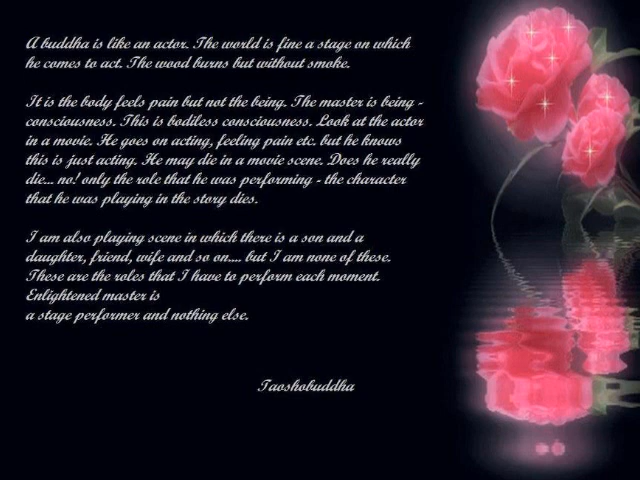 A buddha is like an actor. The world is fine a stage on which
he comes to act. The wood burns but without smoke.
It is the body feels pain but not the being. The master is being -
consciousness. This is bodiless consciousness. Look at the actor
in a movie. He goes on acting, feeling pain etc. but he knows
this is just acting. He may die in a movie scene. Does he really
die... no! only the role that he was performing - the character
that he was playing in the story dies.
I am also playing scene in which there is a son and a
daughter, friend, wife and so on.... but I am none of these.
These are the roles that I have to perform each moment.
Enlightened master is
a stage performer and nothing else.
Taoshobuddha